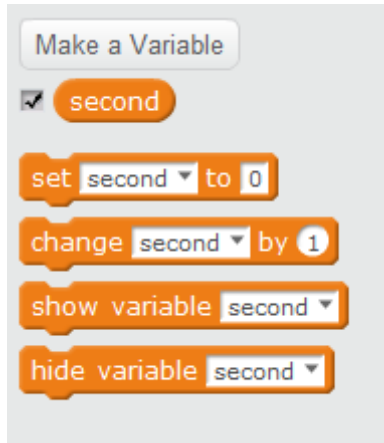 Make a Variable
second
set second to 0
change second by 1
show variable second
hide variable second